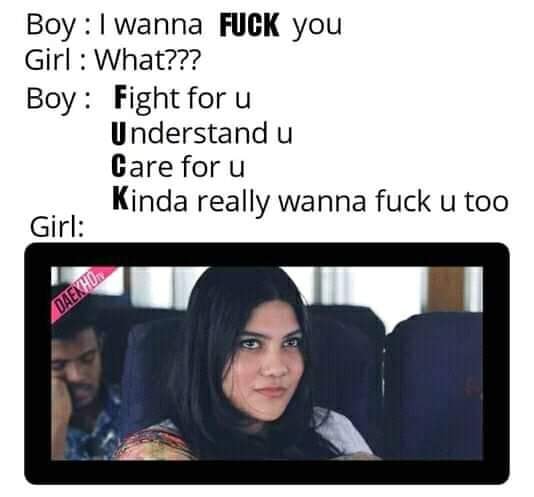 Boy : I wanna FUCK you
Girl : What???
Boy : Fight for u
Understand u
Care for u
Kinda really wanna fuck u too
Girl:
DAEKHO TV